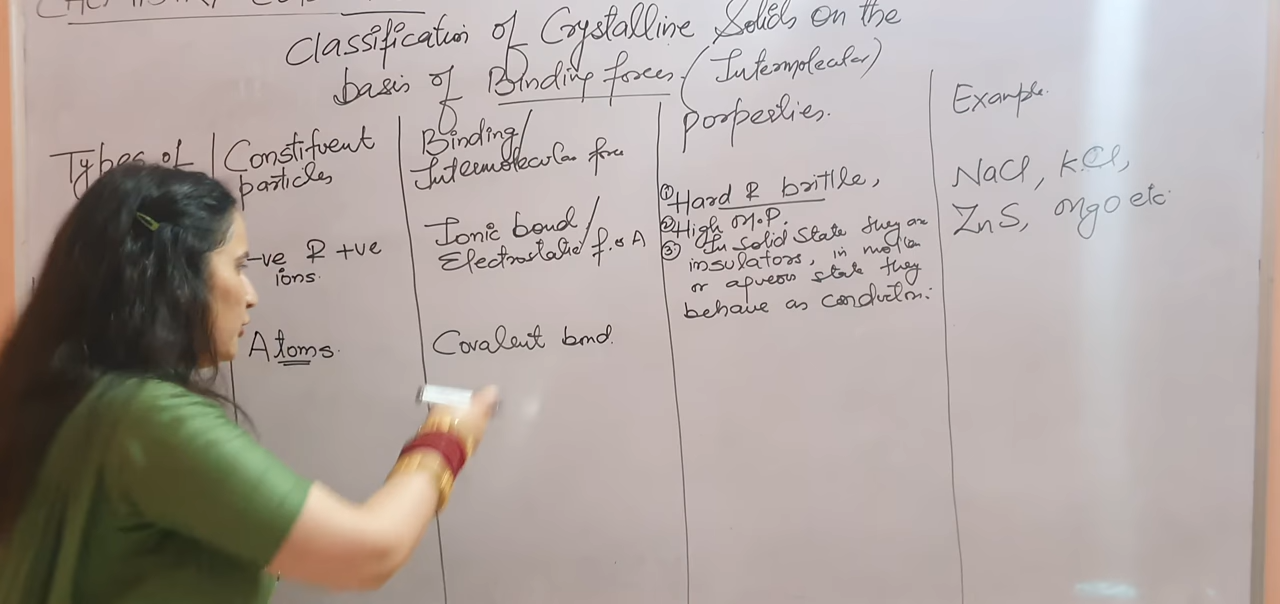 Classification of Crystalline Solids On the
basis of Binding forces (Intermolecular)
Types of
Constituent
particles
Binding/
Intermolecular force
porperties.
Example.
-ve & +ve
ions.
Ionic bond/
Electrostatic f. of A
① Hard & brittle,
② High M.P.
③ In solid state they are
insulators, in molten
or aqueous state they
behave as conductors.
NaCl, KCl,
ZnS, MgO etc.
Atoms.
Covalent bond.